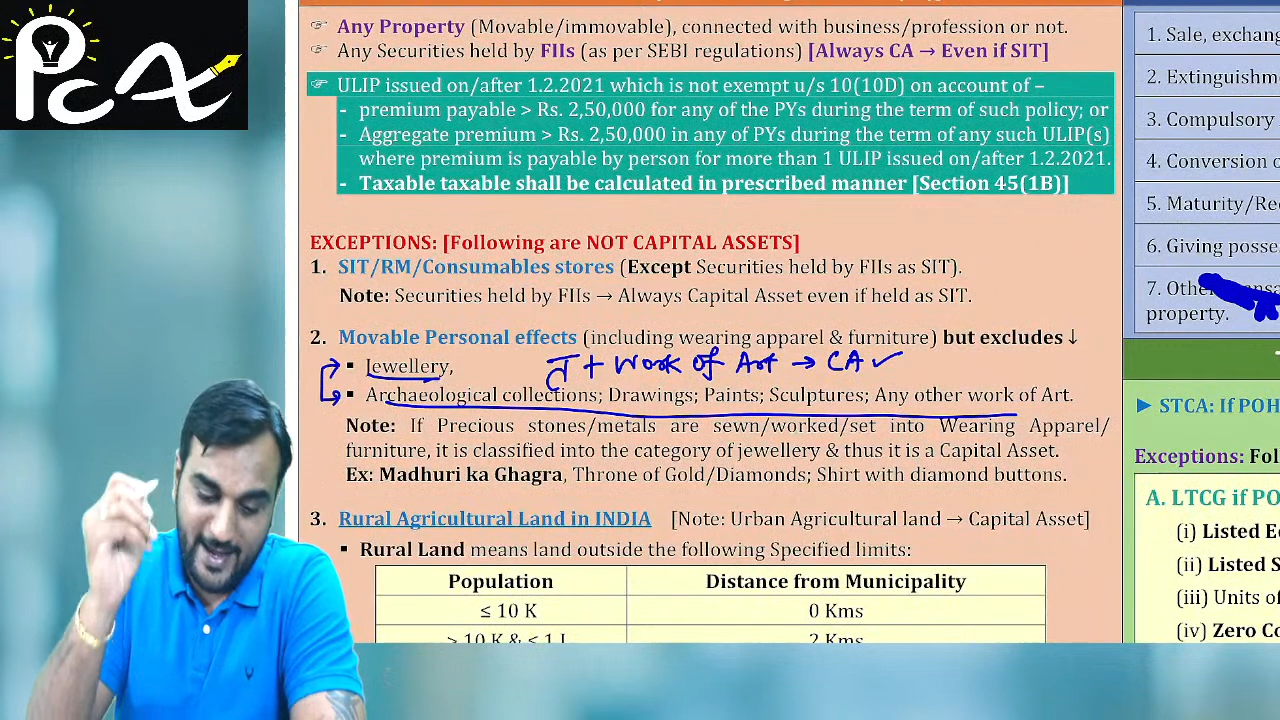 PCA
☞ Any Property (Movable/immovable), connected with business/profession or not.
☞ Any Securities held by FIIs (as per SEBI regulations) [Always CA → Even if SIT]
☞ ULIP issued on/after 1.2.2021 which is not exempt u/s 10(10D) on account of –
- premium payable > Rs. 2,50,000 for any of the PYs during the term of such policy; or
- Aggregate premium > Rs. 2,50,000 in any of PYs during the term of any such ULIP(s)
where premium is payable by person for more than 1 ULIP issued on/after 1.2.2021.
- Taxable taxable shall be calculated in prescribed manner [Section 45(1B)]
EXCEPTIONS: [Following are NOT CAPITAL ASSETS]
1. SIT/RM/Consumables stores (Except Securities held by FIIs as SIT).
Note: Securities held by FIIs → Always Capital Asset even if held as SIT.
2. Movable Personal effects (including wearing apparel & furniture) but excludes ↓
▪ Jewellery,
J + Work of Art → CA ✓
▪ Archaeological collections; Drawings; Paints; Sculptures; Any other work of Art.
Note: If Precious stones/metals are sewn/worked/set into Wearing Apparel/
furniture, it is classified into the category of jewellery & thus it is a Capital Asset.
Ex: Madhuri ka Ghagra, Throne of Gold/Diamonds; Shirt with diamond buttons.
3. Rural Agricultural Land in INDIA [Note: Urban Agricultural land → Capital Asset]
▪ Rural Land means land outside the following Specified limits:
Population Distance from Municipality
≤ 10 K 0 Kms
> 10 K & ≤ 1 L 2 Kms
1. Sale, exchang
2. Extinguishm
3. Compulsory
4. Conversion o
5. Maturity/Re
6. Giving posse
7. Othe
property.
► STCA: If POH
Exceptions: Fol
A. LTCG if PO
(i) Listed E
(ii) Listed S
(iii) Units of
(iv) Zero Co